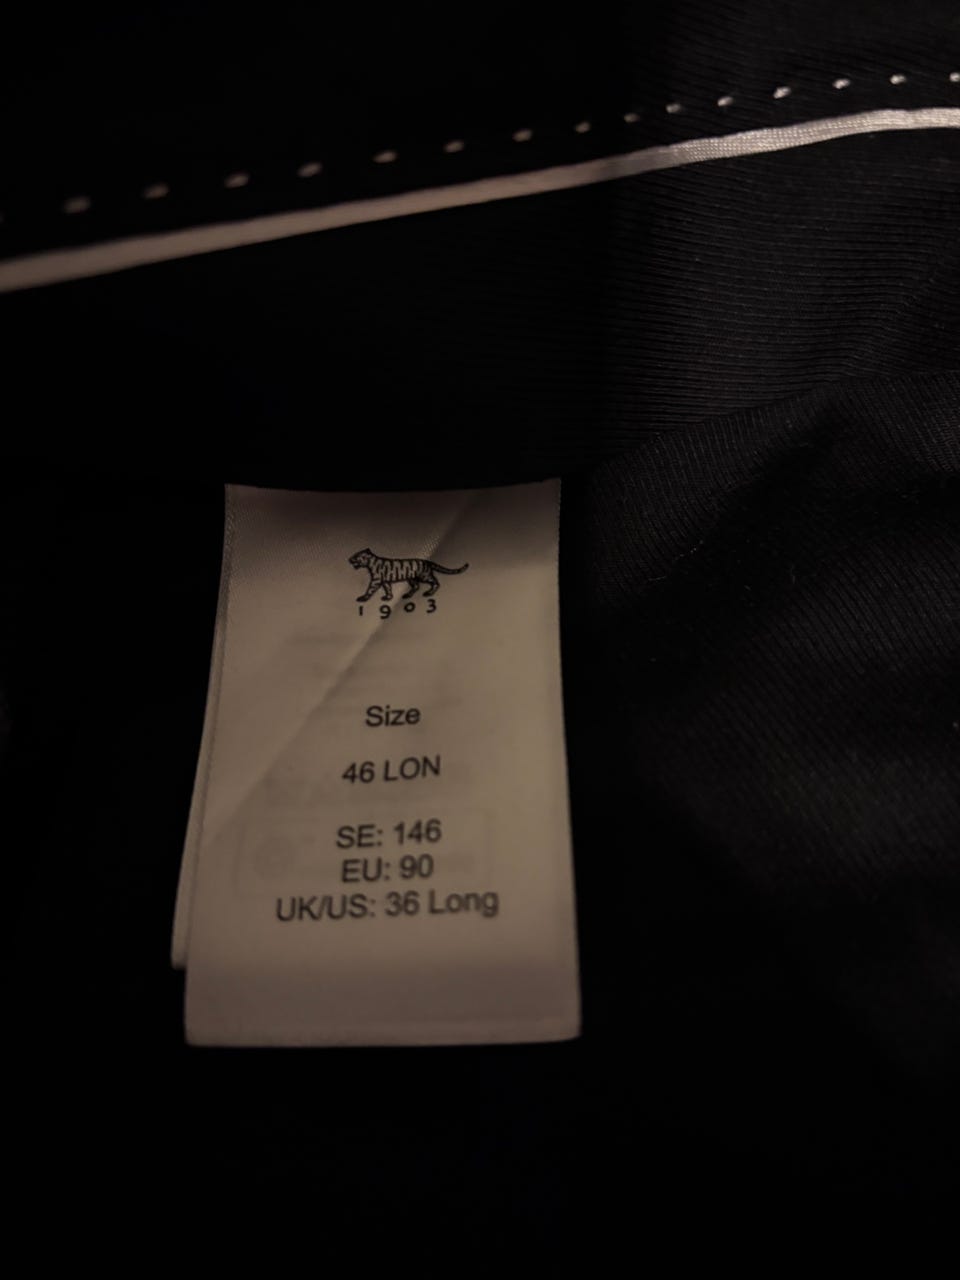 1903
Size
46 LON
SE: 146
EU: 90
UK/US: 36 Long